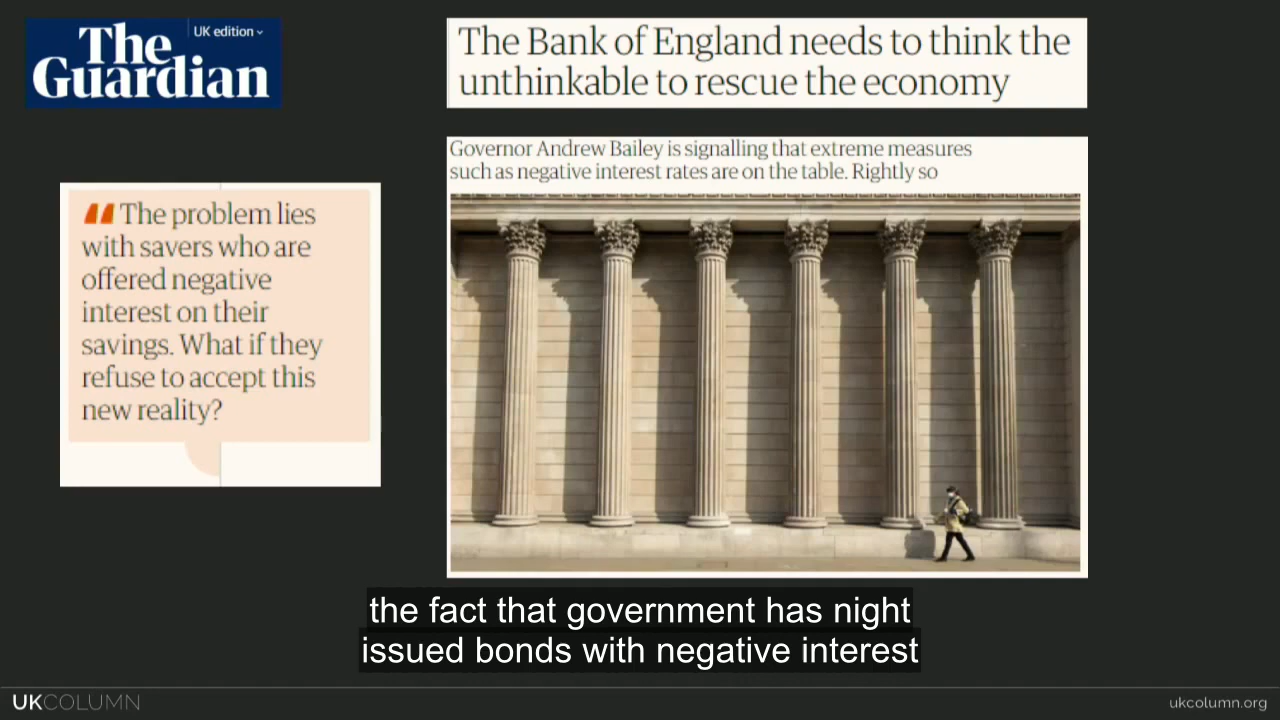 The Guardian
UK edition
The Bank of England needs to think the
unthinkable to rescue the economy
Governor Andrew Bailey is signalling that extreme measures
such as negative interest rates are on the table. Rightly so
The problem lies
with savers who are
offered negative
interest on their
savings. What if they
refuse to accept this
new reality?
the fact that government has night
issued bonds with negative interest
UKCOLUMN
ukcolumn.org